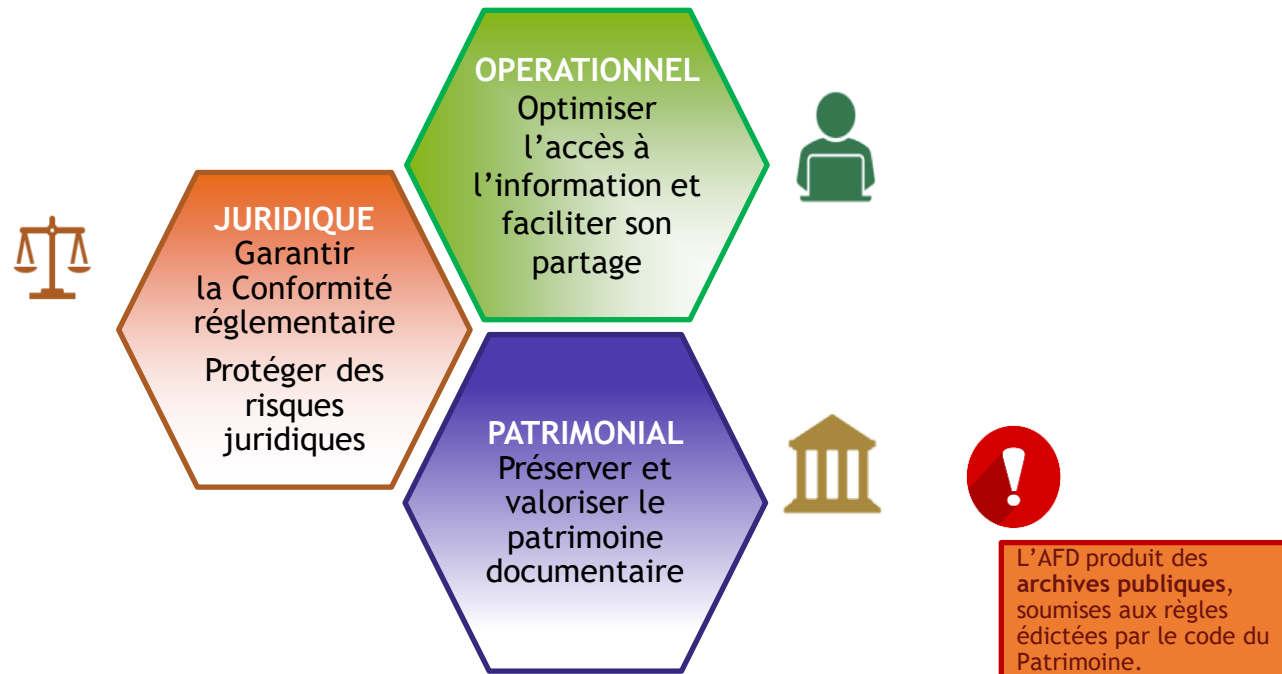 OPERATIONNEL
Optimiser
l’accès à
l’information et
faciliter son
partage
JURIDIQUE
Garantir
la Conformité
réglementaire
Protéger des
risques
juridiques
PATRIMONIAL
Préserver et
valoriser le
patrimoine
documentaire
L’AFD produit des
archives publiques,
soumises aux règles
édictées par le code du
Patrimoine.